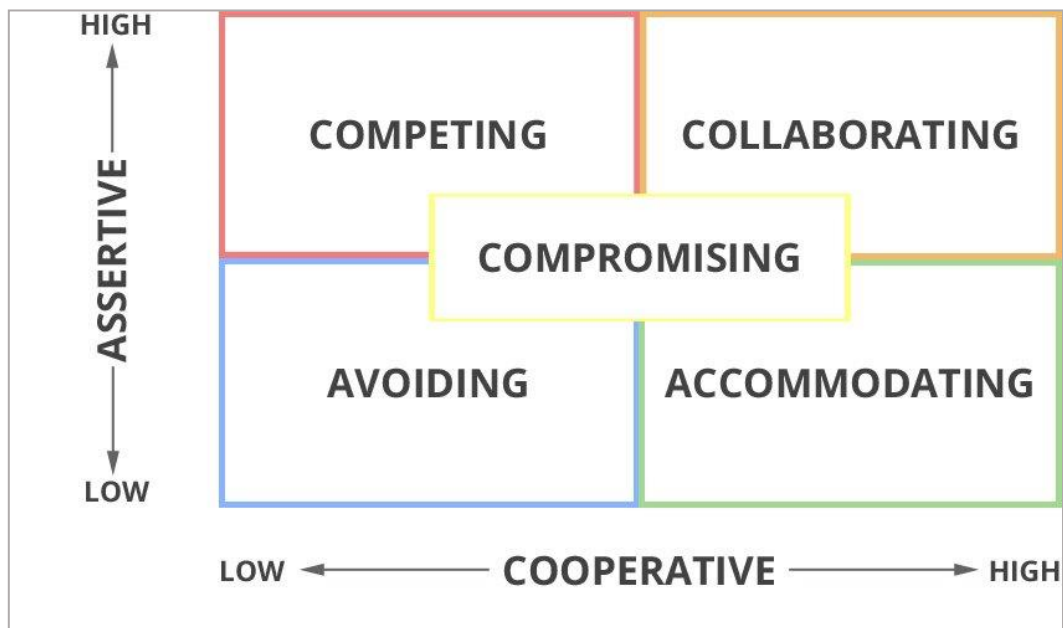 HIGH
COMPETING
COLLABORATING
ASSERTIVE
COMPROMISING
AVOIDING
ACCOMMODATING
LOW
LOW
COOPERATIVE
HIGH